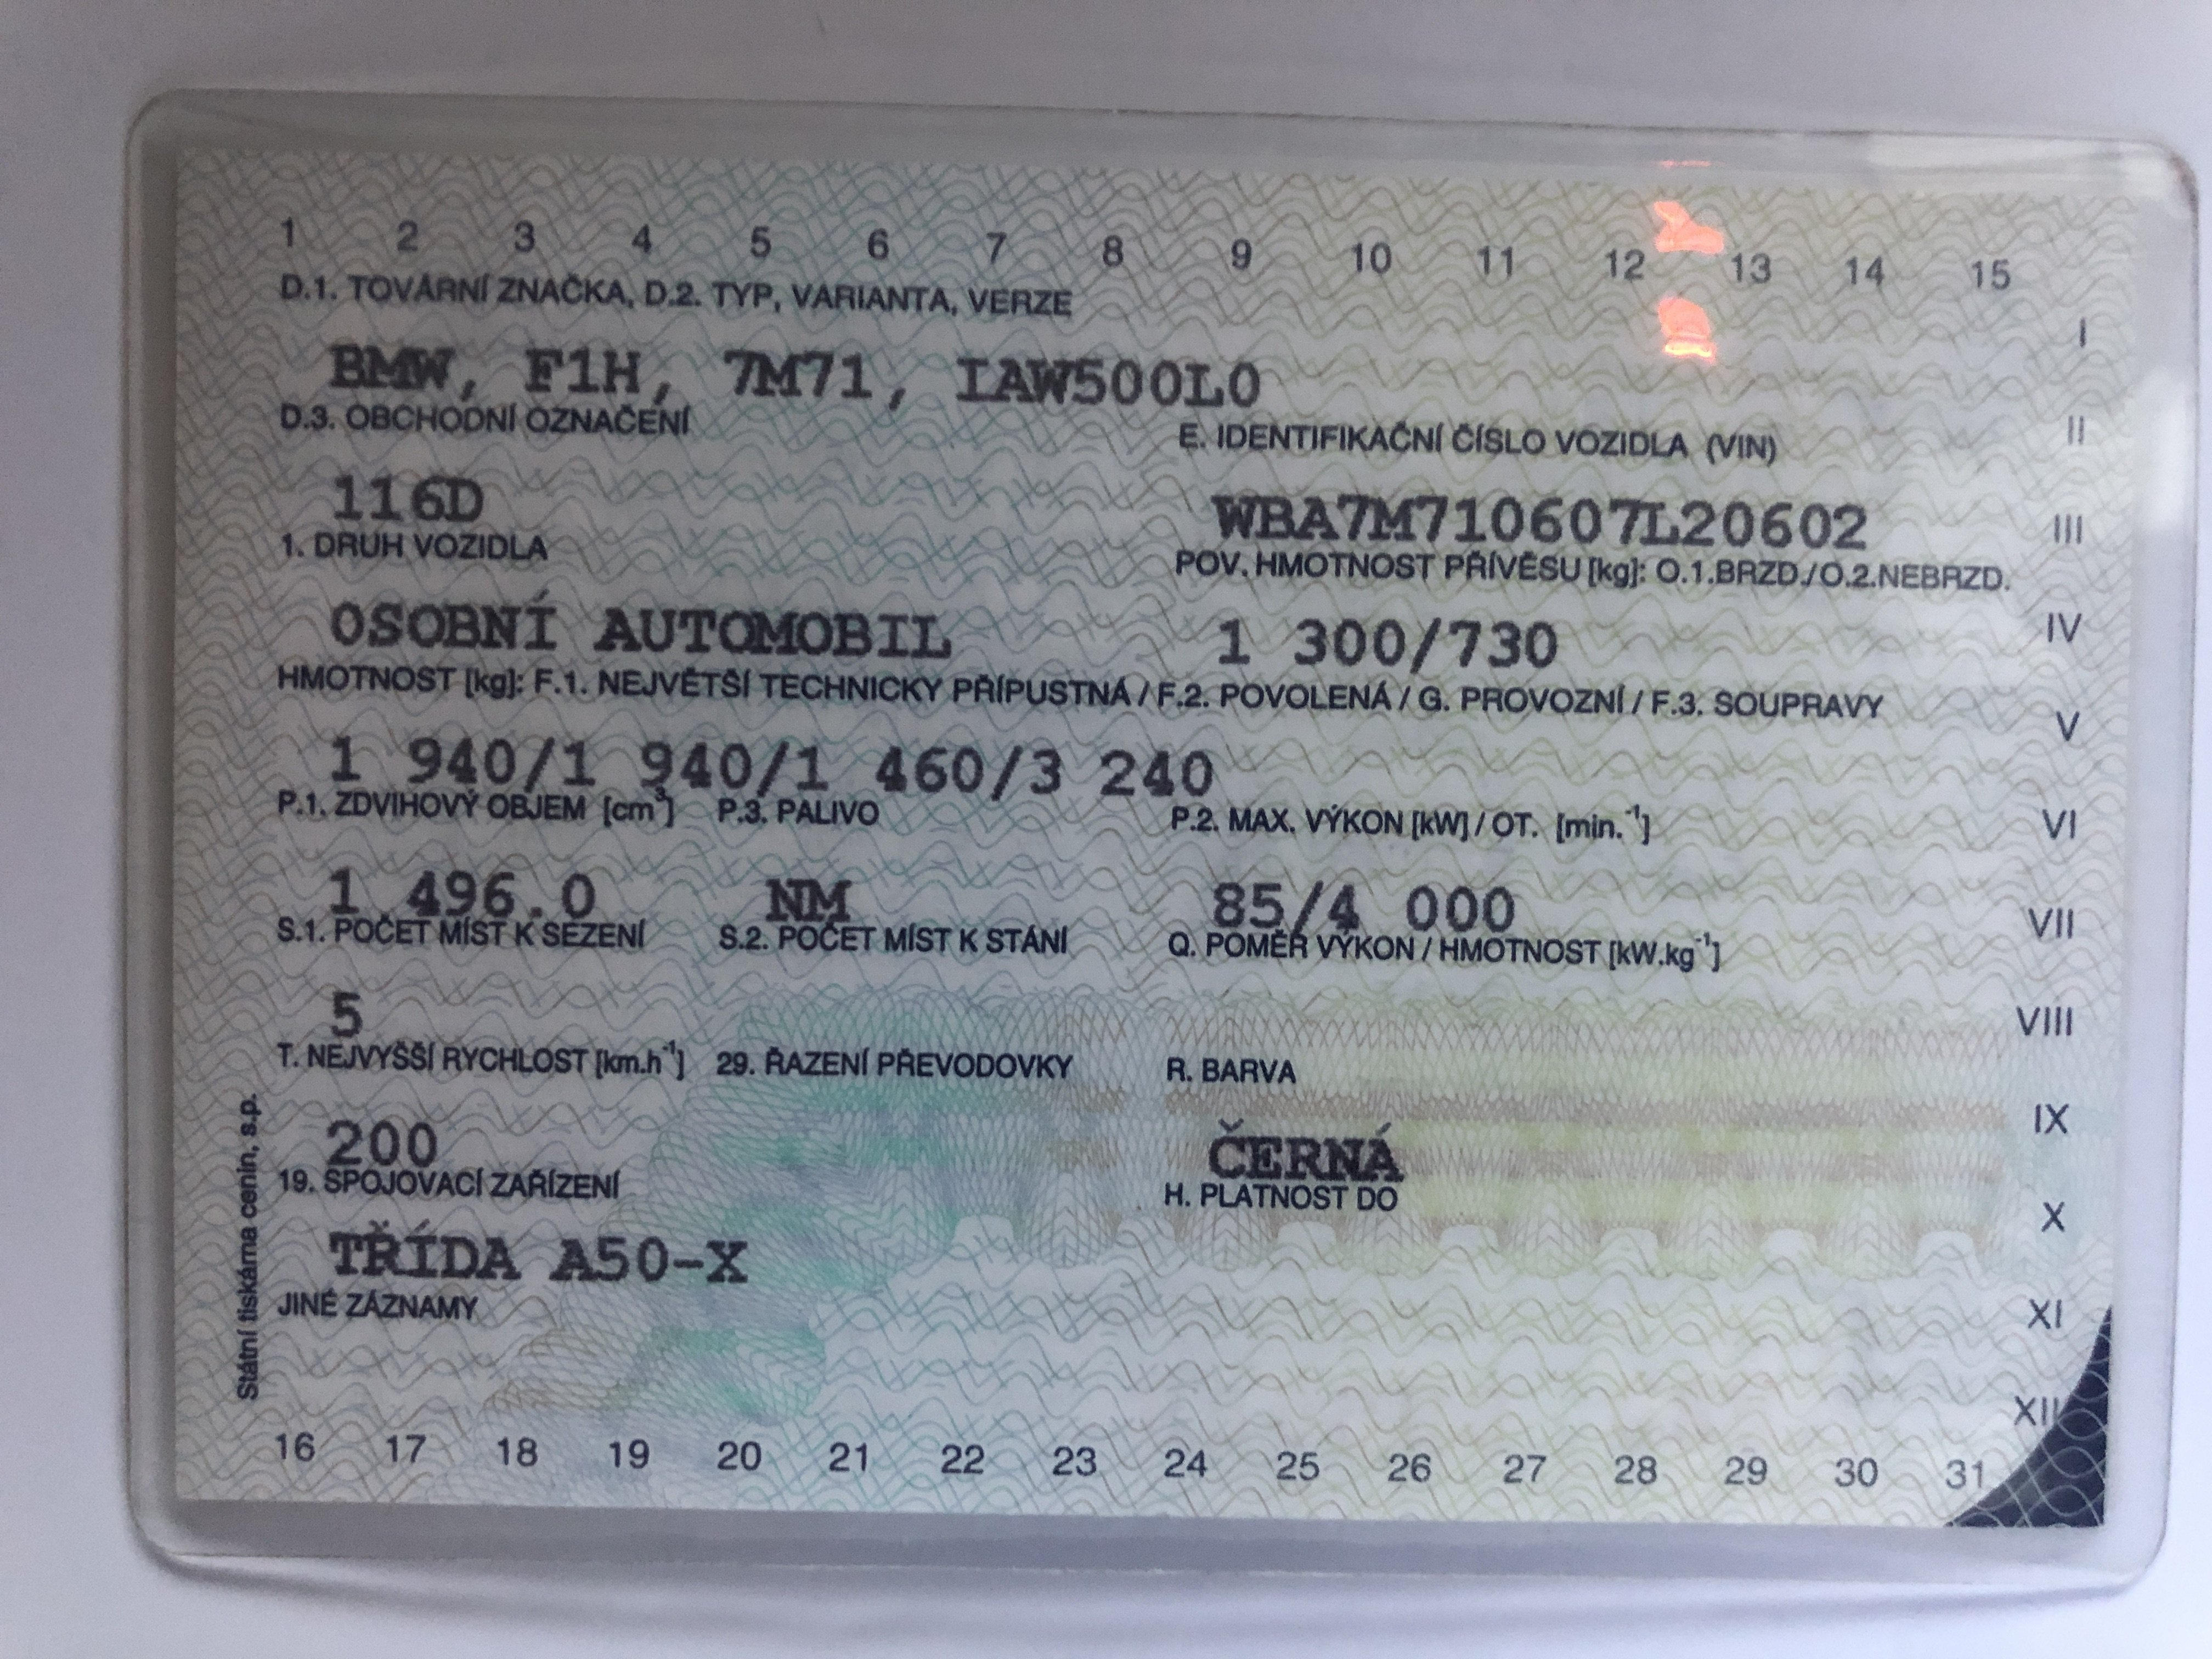 1 2 3 4 5 6 7 8 9 10 11 12 13 14 15
D.1. TOVÁRNÍ ZNAČKA, D.2. TYP, VARIANTA, VERZE
I
BMW, F1H, 7M71, IAW500L0
D.3. OBCHODNÍ OZNAČENÍ E. IDENTIFIKAČNÍ ČÍSLO VOZIDLA (VIN)
II
116D WBA7M710607L20602
III
1. DRUH VOZIDLA POV. HMOTNOST PŘÍVĚSU [kg]: O.1.BRZD./O.2.NEBRZD.
OSOBNÍ AUTOMOBIL 1 300/730
IV
HMOTNOST [kg]: F.1. NEJVĚTŠÍ TECHNICKY PŘÍPUSTNÁ / F.2. POVOLENÁ / G. PROVOZNÍ / F.3. SOUPRAVY
V
1 940/1 940/1 460/3 240
P.1. ZDVIHOVÝ OBJEM [cm³] P.3. PALIVO P.2. MAX. VÝKON [kW] / OT. [min.⁻¹]
VI
1 496.0 NM 85/4 000
VII
S.1. POČET MÍST K SEZENÍ S.2. POČET MÍST K STÁNÍ Q. POMĚR VÝKON / HMOTNOST [kW.kg⁻¹]
5
VIII
T. NEJVYŠŠÍ RYCHLOST [km.h⁻¹] 29. ŘAZENÍ PŘEVODOVKY R. BARVA
IX
200 ČERNÁ
19. SPOJOVACÍ ZAŘÍZENÍ H. PLATNOST DO
X
TŘÍDA A50-X
JINÉ ZÁZNAMY
XI
XII
Státní tiskárna cenin, s.p.
16 17 18 19 20 21 22 23 24 25 26 27 28 29 30 31